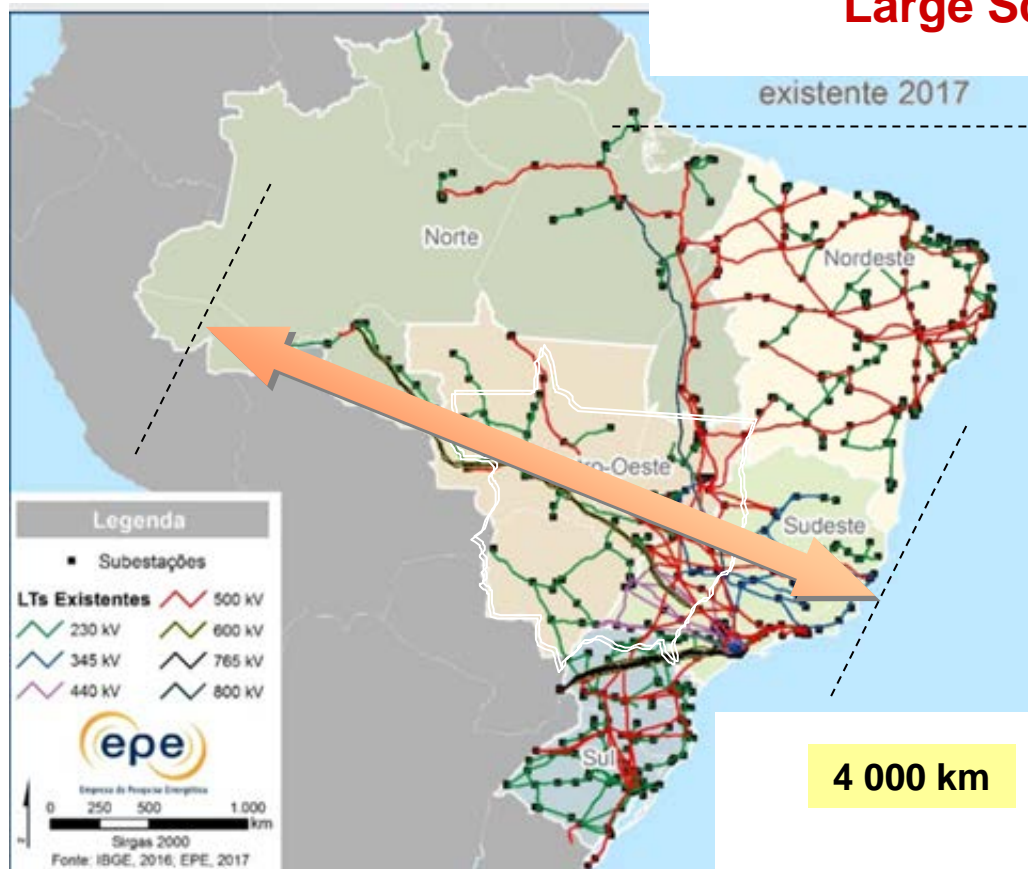 Large Sc
existente 2017
Norte
Nordeste
ro-Oeste
Sudeste
Sul
Legenda
Subestações
LTs Existentes
500 kV
230 kV
600 kV
345 kV
765 kV
440 kV
800 kV
epe
Empresa de Pesquisa Energética
0 250 500 1.000
km
Sirgas 2000
Fonte: IBGE, 2016; EPE, 2017
4 000 km